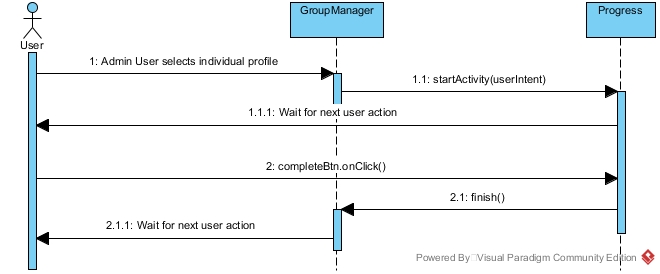 GroupManager
Progress
User
1: Admin User selects individual profile
1.1: startActivity(userIntent)
1.1.1: Wait for next user action
2: completeBtn.onClick()
2.1: finish()
2.1.1: Wait for next user action
Powered By Visual Paradigm Community Edition